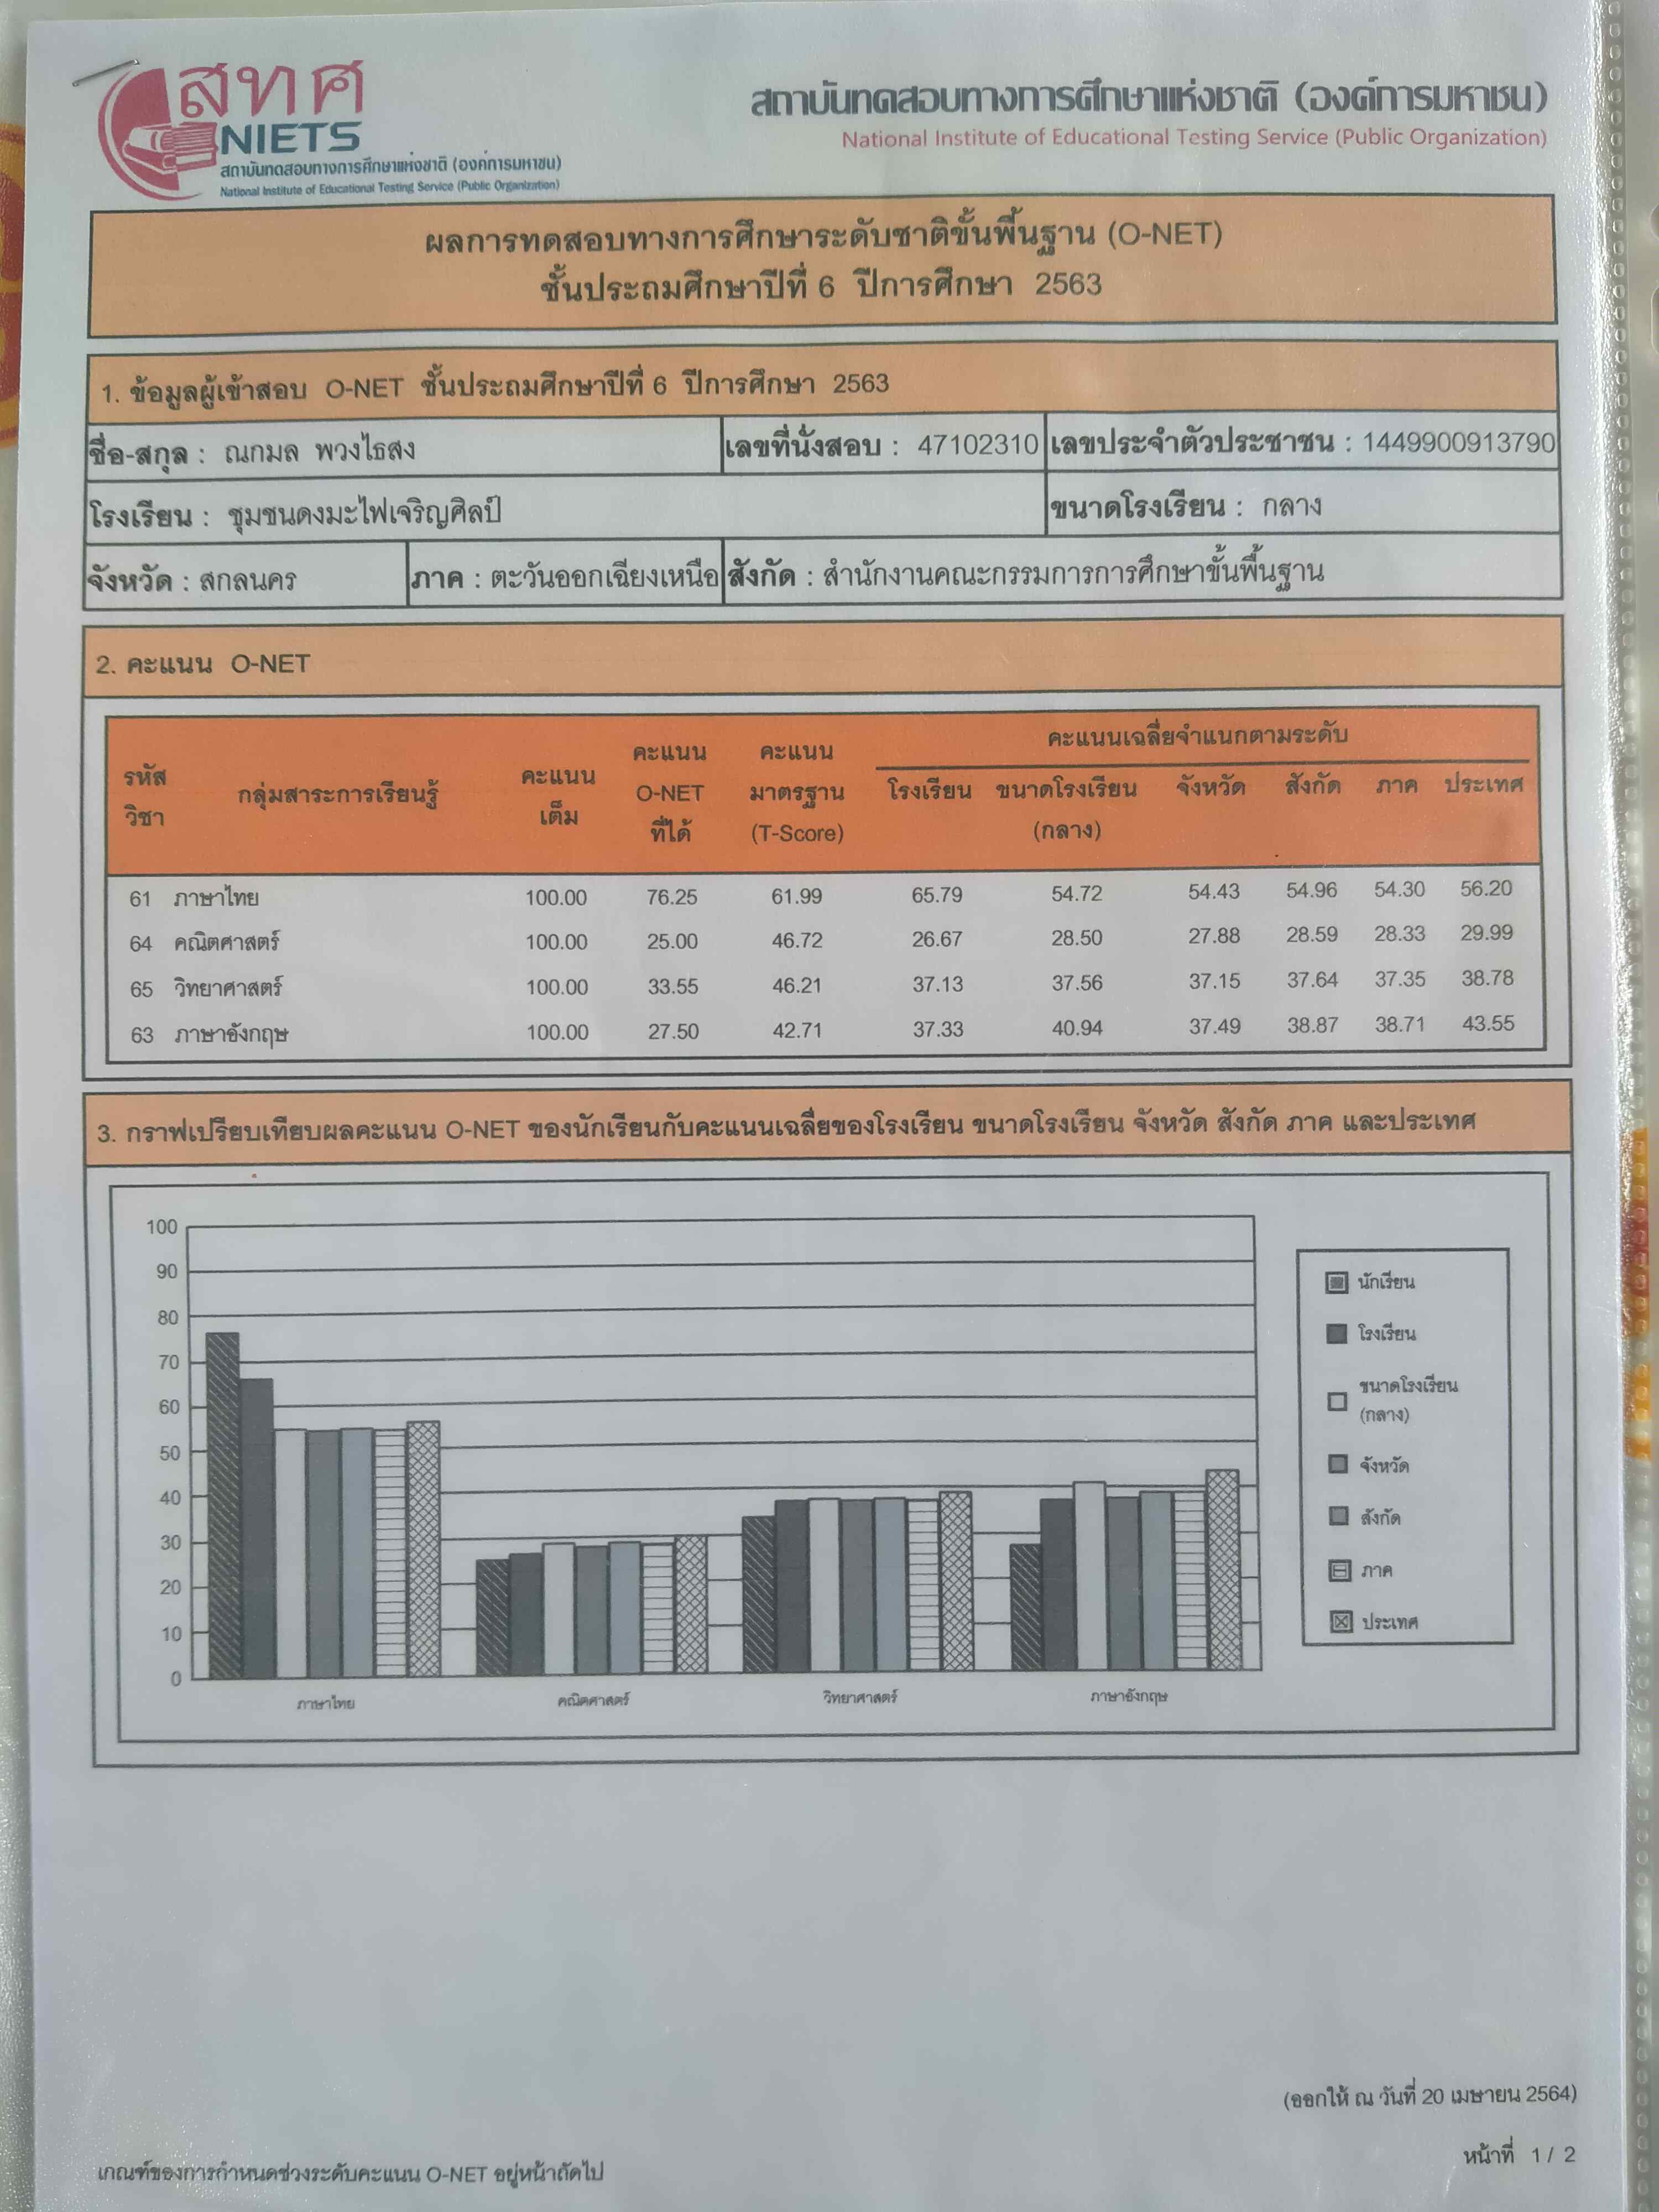 สทศ
NIETS
สถาบันทดสอบทางการศึกษาแห่งชาติ (องค์การมหาชน)
National Institute of Educational Testing Service (Public Organization)
สถาบันทดสอบทางการศึกษาแห่งชาติ (องค์การมหาชน)
National Institute of Educational Testing Service (Public Organization)
ผลการทดสอบทางการศึกษาระดับชาติขั้นพื้นฐาน (O-NET)
ชั้นประถมศึกษาปีที่ 6 ปีการศึกษา 2563
1. ข้อมูลผู้เข้าสอบ O-NET ชั้นประถมศึกษาปีที่ 6 ปีการศึกษา 2563
ชื่อ-สกุล : ณกมล พวงไธสง เลขที่นั่งสอบ : 47102310 เลขประจำตัวประชาชน : 1449900913790
โรงเรียน : ชุมชนดงมะไฟเจริญศิลป์ ขนาดโรงเรียน : กลาง
จังหวัด : สกลนคร ภาค : ตะวันออกเฉียงเหนือ สังกัด : สำนักงานคณะกรรมการการศึกษาขั้นพื้นฐาน
2. คะแนน O-NET
รหัสวิชา กลุ่มสาระการเรียนรู้ คะแนนเต็ม คะแนน O-NET ที่ได้ คะแนนมาตรฐาน (T-Score) คะแนนเฉลี่ยจำแนกตามระดับ
โรงเรียน ขนาดโรงเรียน (กลาง) จังหวัด สังกัด ภาค ประเทศ
61 ภาษาไทย 100.00 76.25 61.99 65.79 54.72 54.43 54.96 54.30 56.20
64 คณิตศาสตร์ 100.00 25.00 46.72 26.67 28.50 27.88 28.59 28.33 29.99
65 วิทยาศาสตร์ 100.00 33.55 46.21 37.13 37.56 37.15 37.64 37.35 38.78
63 ภาษาอังกฤษ 100.00 27.50 42.71 37.33 40.94 37.49 38.87 38.71 43.55
3. กราฟเปรียบเทียบผลคะแนน O-NET ของนักเรียนกับคะแนนเฉลี่ยของโรงเรียน ขนาดโรงเรียน จังหวัด สังกัด ภาค และประเทศ
100
90
80
70
60
50
40
30
20
10
0
ภาษาไทย คณิตศาสตร์ วิทยาศาสตร์ ภาษาอังกฤษ
นักเรียน
โรงเรียน
ขนาดโรงเรียน
(กลาง)
จังหวัด
สังกัด
ภาค
ประเทศ
(ออกให้ ณ วันที่ 20 เมษายน 2564)
หน้าที่ 1 / 2
เกณฑ์ของการกำหนดช่วงระดับคะแนน O-NET อยู่หน้าถัดไป